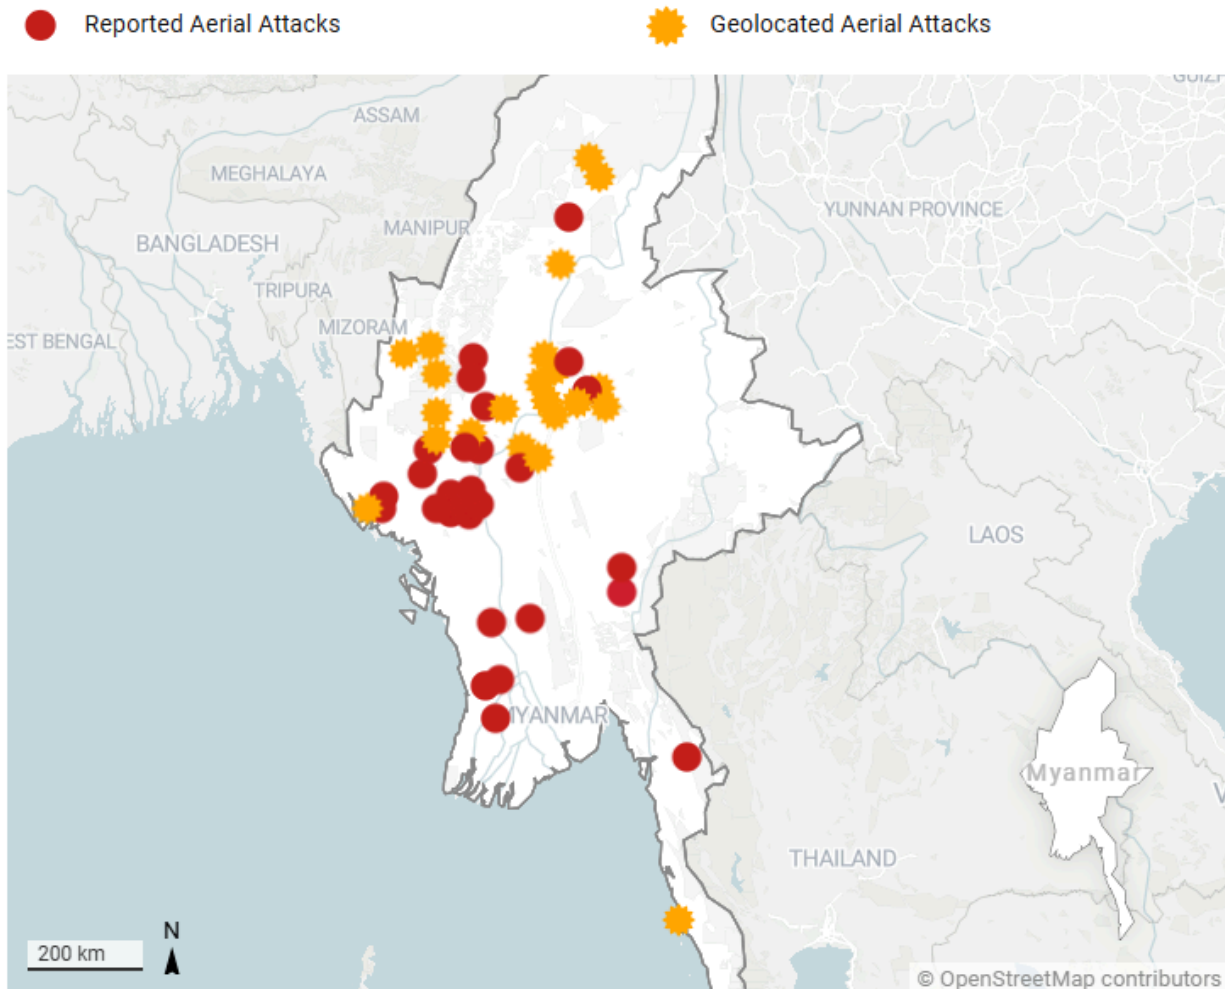 Reported Aerial Attacks
Geolocated Aerial Attacks
ASSAM
MEGHALAYA
YUNNAN PROVINCE
MANIPUR
BANGLADESH
TRIPURA
MIZORAM
EST BENGAL
LAOS
MYANMAR
Myanmar
THAILAND
N
200 km
© OpenStreetMap contributors